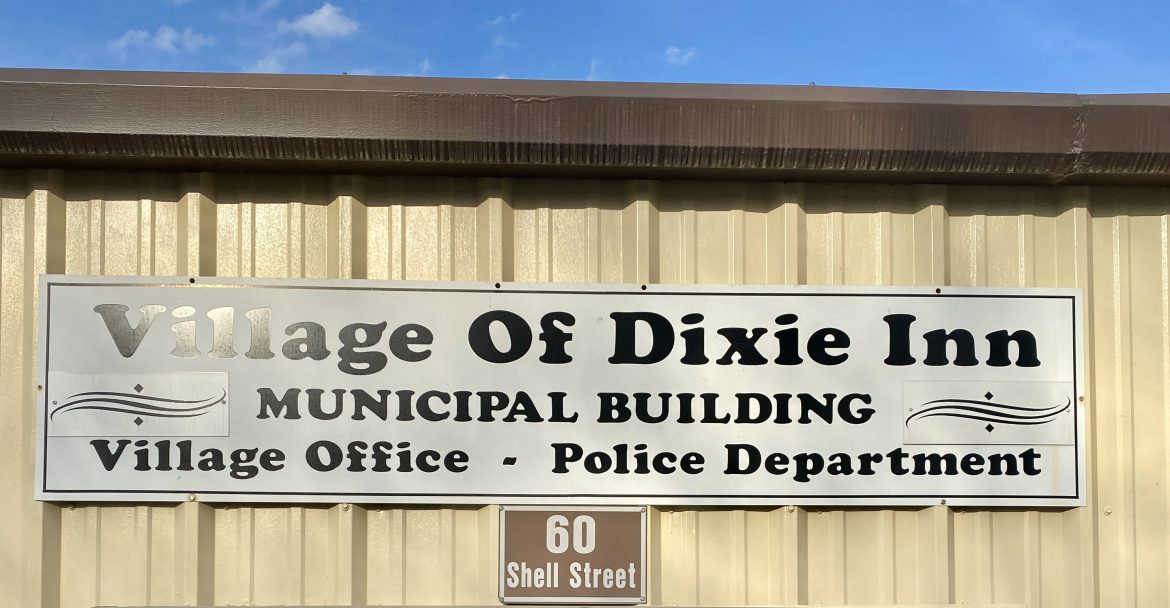 Village Of Dixie Inn
MUNICIPAL BUILDING
Village Office - Police Department
60
Shell Street